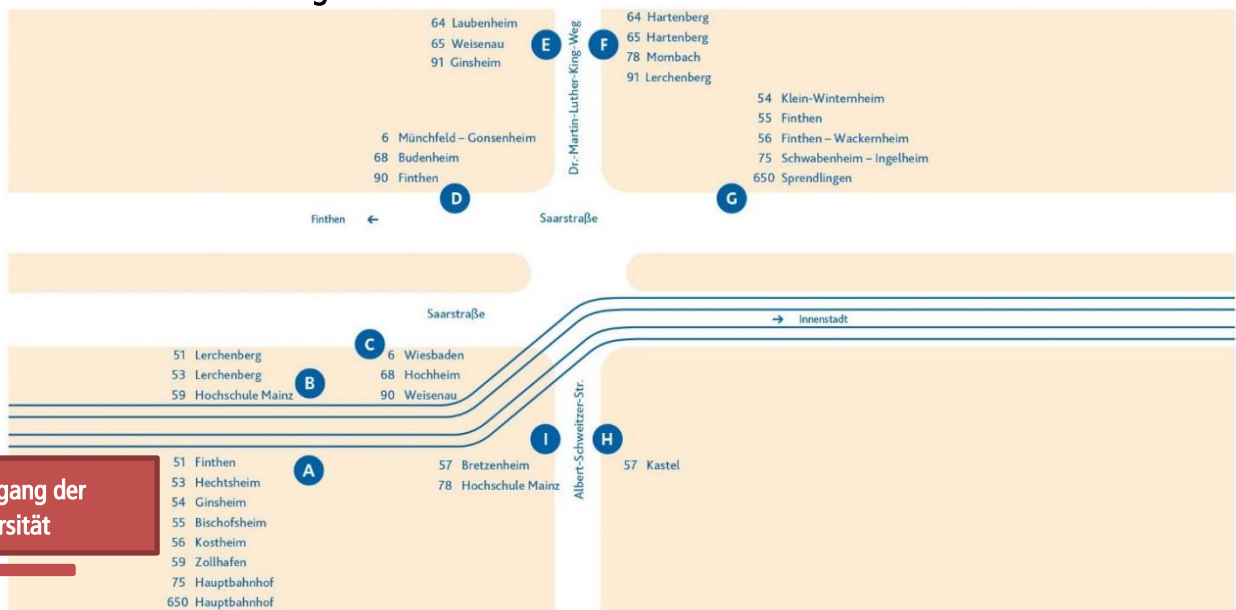 64 Laubenheim
65 Weisenau
91 Ginsheim
E
Dr.-Martin-Luther-King-Weg
F
64 Hartenberg
65 Hartenberg
78 Mombach
91 Lerchenberg
54 Klein-Winternheim
55 Finthen
56 Finthen – Wackernheim
75 Schwabenheim – Ingelheim
650 Sprendlingen
G
6 Münchfeld – Gonsenheim
68 Budenheim
90 Finthen
D
Finthen ←
Saarstraße
Saarstraße
→ Innenstadt
C
51 Lerchenberg
53 Lerchenberg
59 Hochschule Mainz
B
6 Wiesbaden
68 Hochheim
90 Weisenau
Albert-Schweitzer-Str.
I
H
57 Bretzenheim
78 Hochschule Mainz
57 Kastel
A
51 Finthen
53 Hechtsheim
54 Ginsheim
55 Bischofsheim
56 Kostheim
59 Zollhafen
75 Hauptbahnhof
650 Hauptbahnhof
gang der
rsität